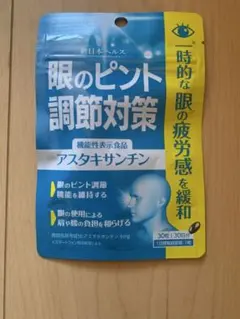 新日本ヘルス
眼のピント
調節対策
機能性表示食品
アスタキサンチン
眼のピント調節
機能を維持する
眼の使用による
肩や腰の負担を和らげる
一時的な眼の疲労感を緩和
30粒